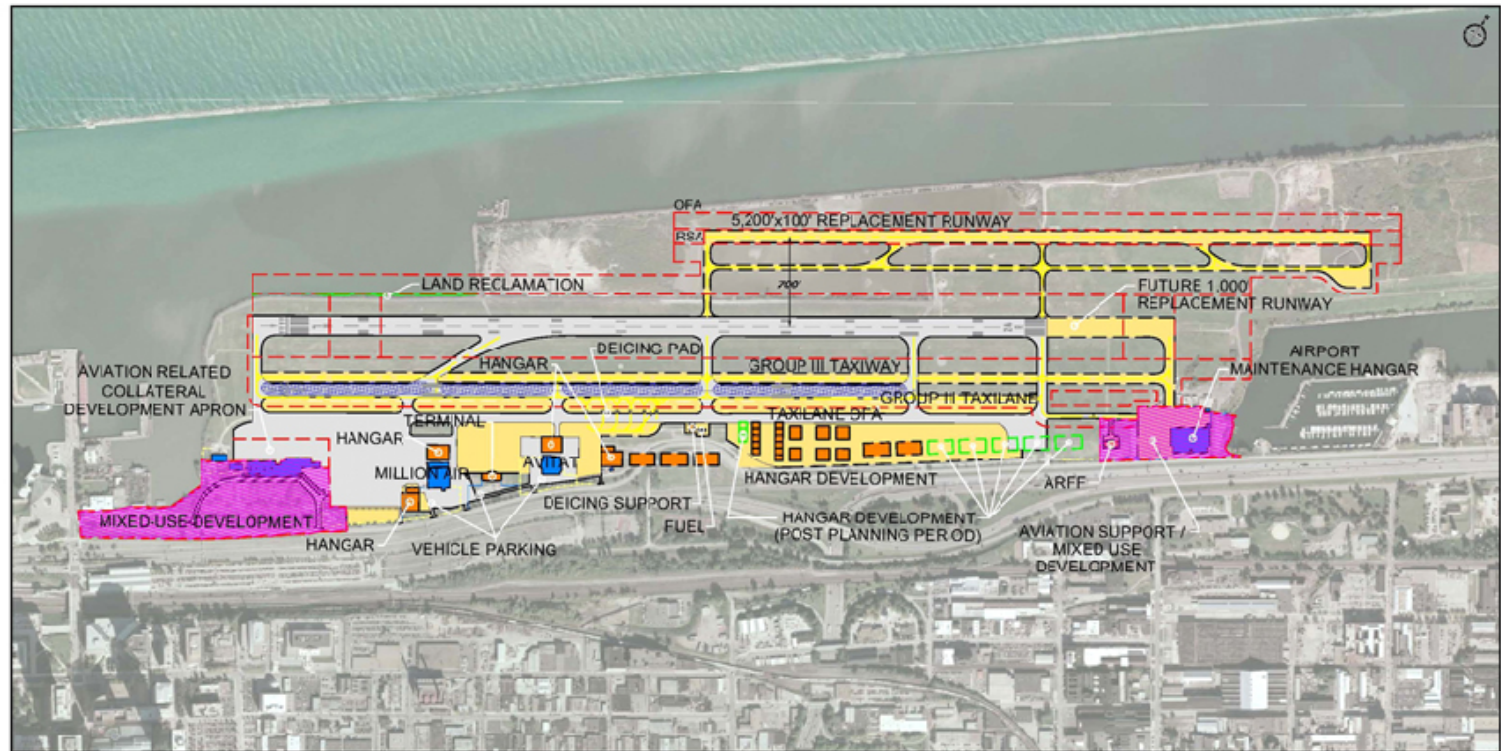 OFA
5,200'x100' REPLACEMENT RUNWAY
RSA
LAND RECLAMATION
700'
FUTURE 1,000'
REPLACEMENT RUNWAY
DEICING PAD
HANGAR
GROUP III TAXIWAY
AIRPORT
MAINTENANCE HANGAR
AVIATION RELATED
COLLATERAL
DEVELOPMENT APRON
GROUP II TAXILANE
TERMINAL
TAXILANE OFA
HANGAR
MILLION AIR
AVITAT
HANGAR DEVELOPMENT
ARFF
DEICING SUPPORT
MIXED-USE-DEVELOPMENT
FUEL
HANGAR DEVELOPMENT
(POST PLANNING PERIOD)
AVIATION SUPPORT /
MIXED USE
DEVELOPMENT
HANGAR
VEHICLE PARKING